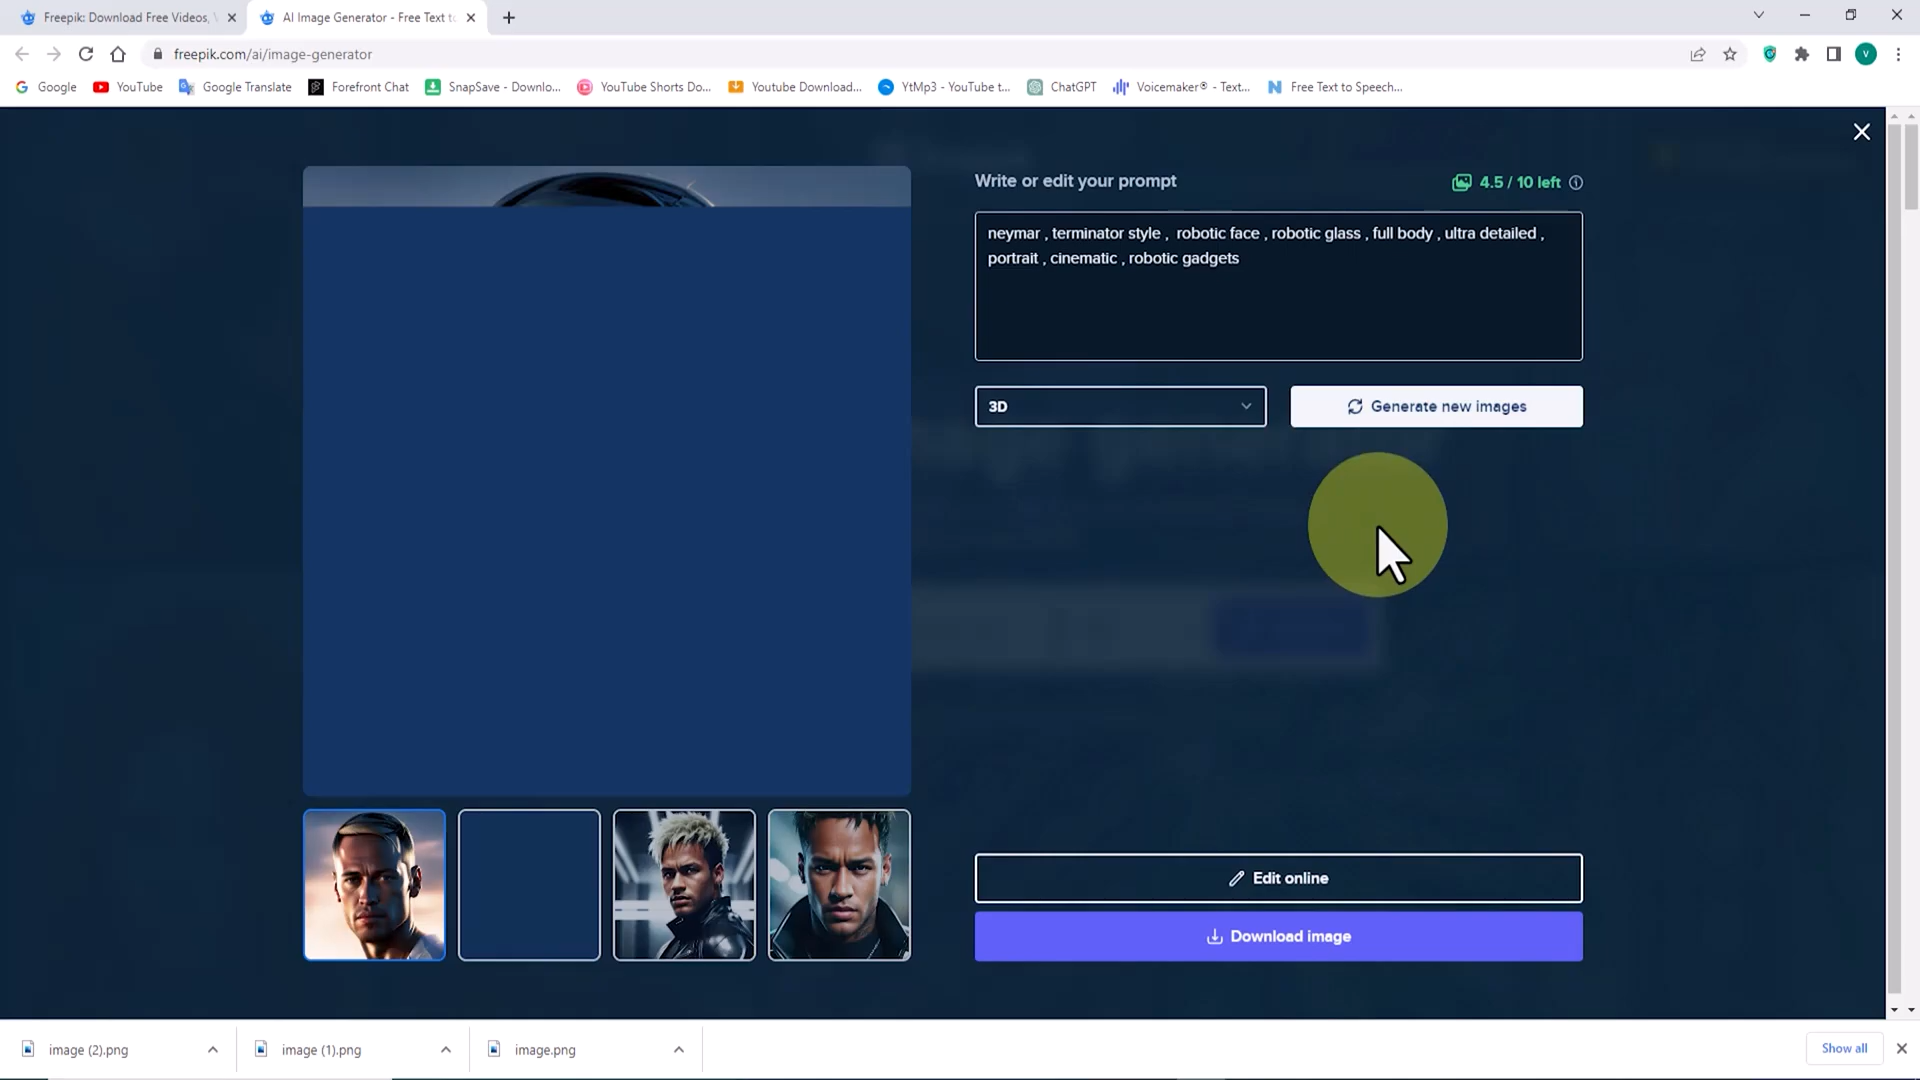 Freepik: Download Free Videos,
AI Image Generator - Free Text to
freepik.com/ai/image-generator
V
Google
YouTube
Google Translate
Forefront Chat
SnapSave - Downlo...
YouTube Shorts Do...
Youtube Download...
YtMp3 - YouTube t...
ChatGPT
Voicemaker® - Text...
Free Text to Speech...
Write or edit your prompt
4.5 / 10 left
neymar , terminator style ,  robotic face , robotic glass , full body , ultra detailed ,
portrait , cinematic , robotic gadgets
3D
Generate new images
Edit online
Download image
image (2).png
image (1).png
image.png
Show all